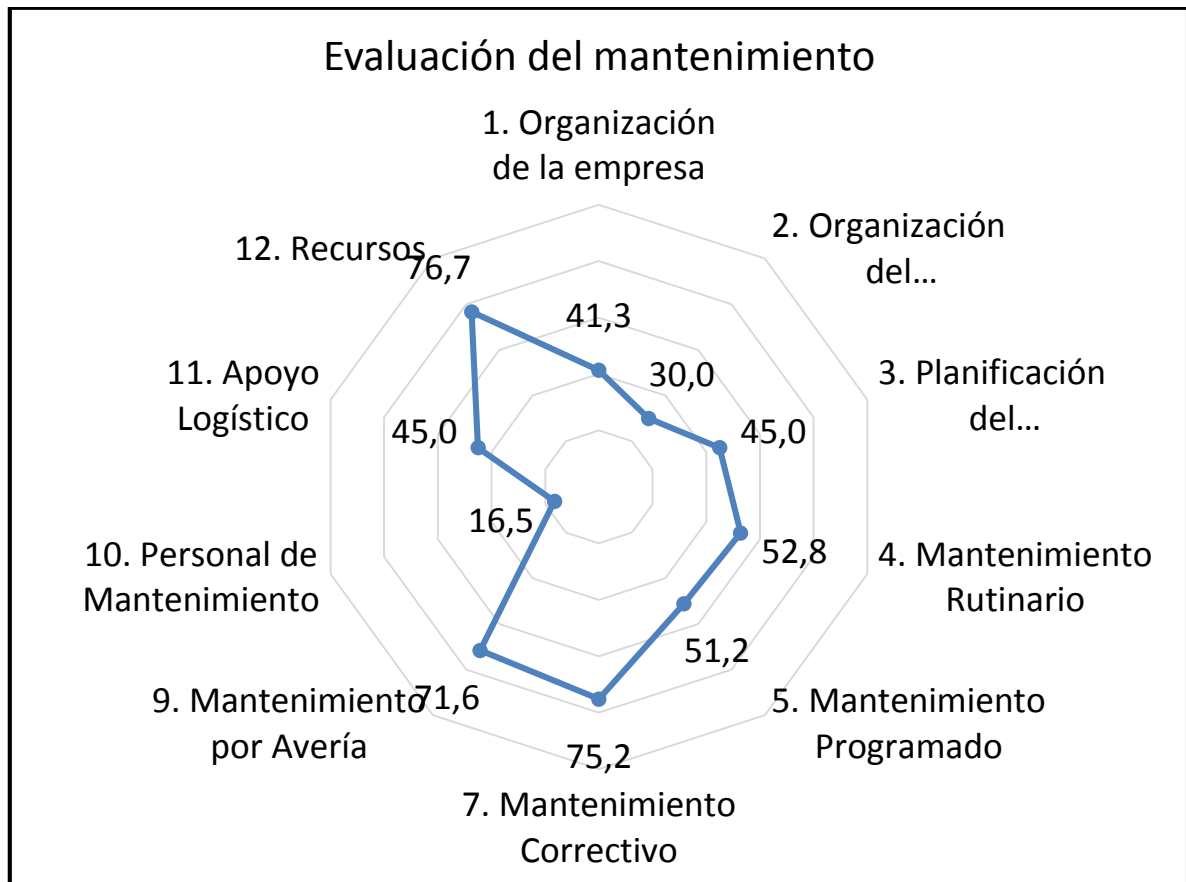 Evaluación del mantenimiento
1. Organización
de la empresa
2. Organización
del...
12. Recursos
76,7
41,3
30,0
3. Planificación
del...
11. Apoyo
Logístico
45,0
45,0
16,5
52,8
10. Personal de
Mantenimiento
4. Mantenimiento
Rutinario
51,2
9. Mantenimiento
por Avería
71,6
5. Mantenimiento
Programado
75,2
7. Mantenimiento
Correctivo